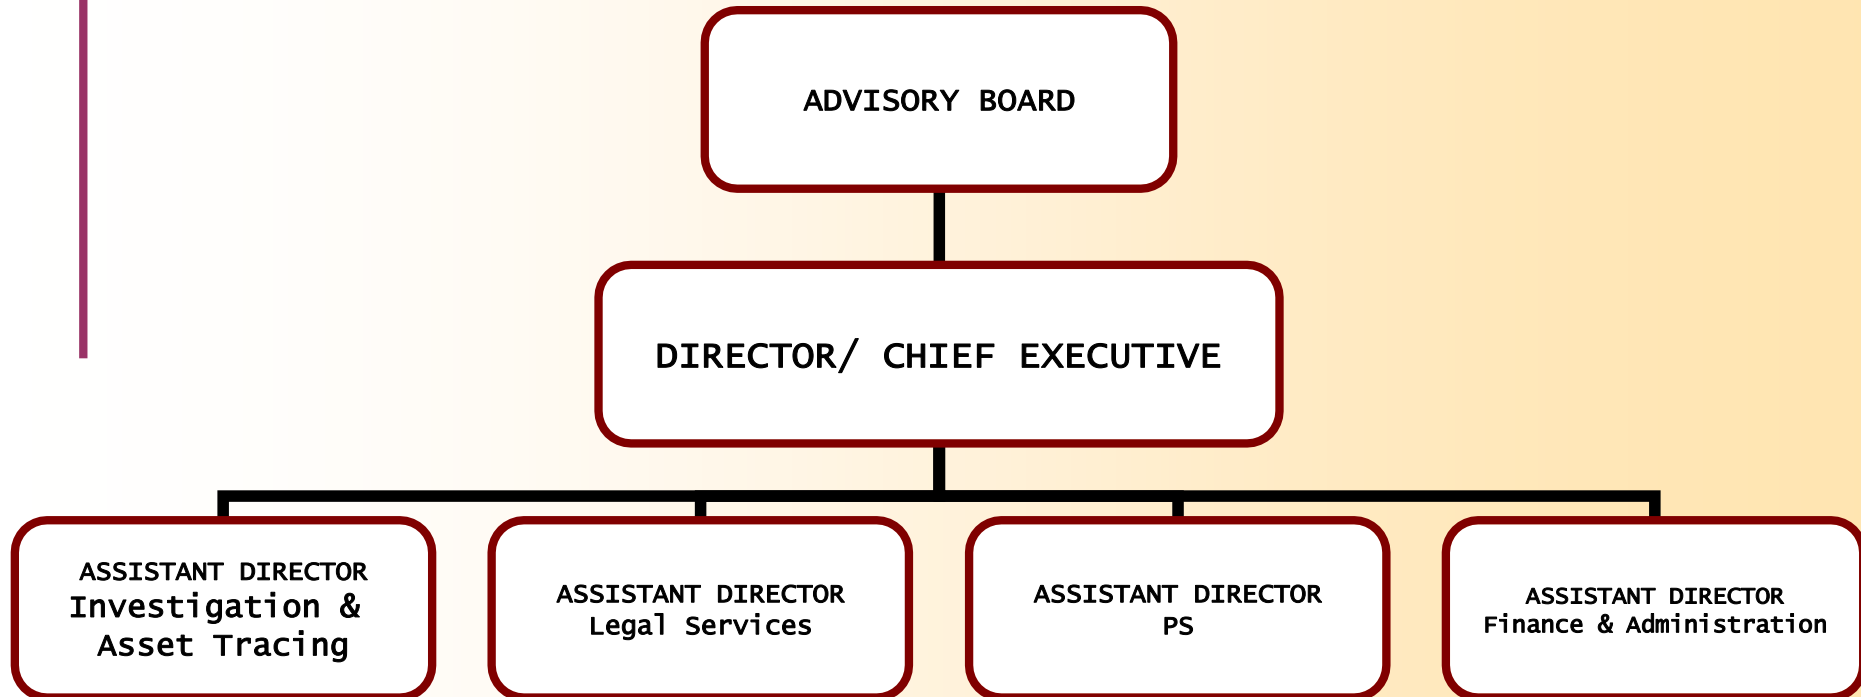 ADVISORY BOARD
DIRECTOR/ CHIEF EXECUTIVE
ASSISTANT DIRECTOR
Investigation &
Asset Tracing
ASSISTANT DIRECTOR
Legal Services
ASSISTANT DIRECTOR
PS
ASSISTANT DIRECTOR
Finance & Administration